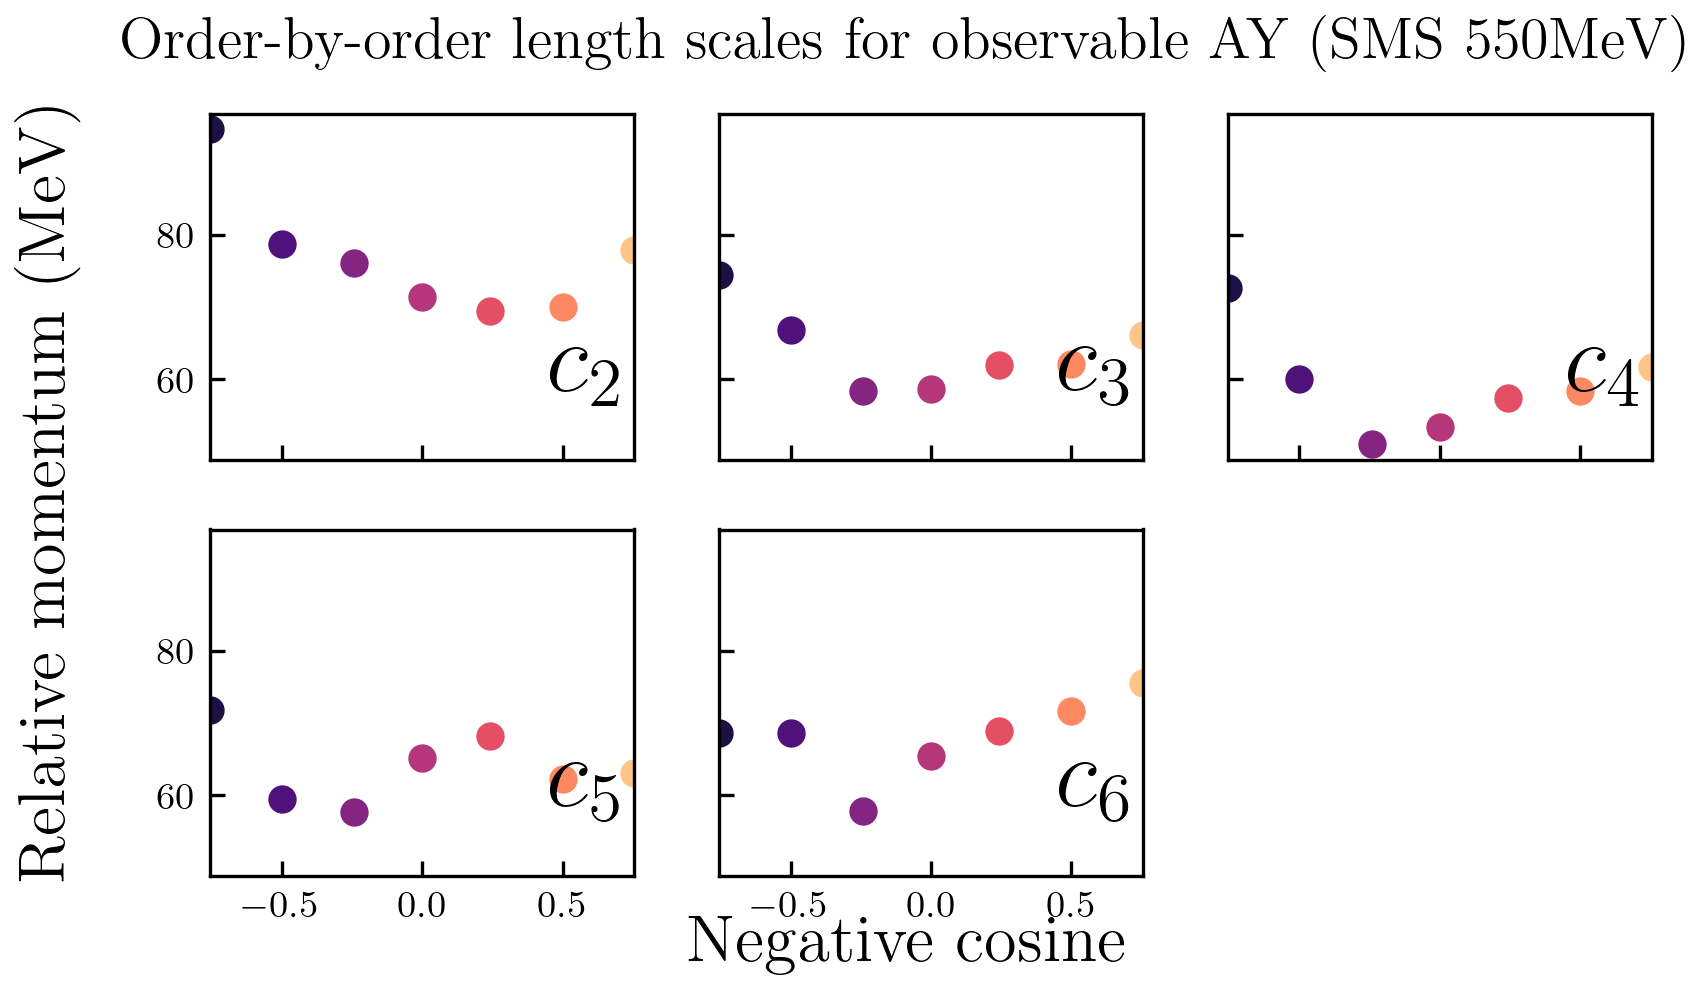 Order-by-order length scales for observable AY (SMS 550MeV)
Relative momentum (MeV)
80
60
c2
c3
c4
80
60
c5
c6
−0.5 0.0 0.5
−0.5 0.0 0.5
Negative cosine